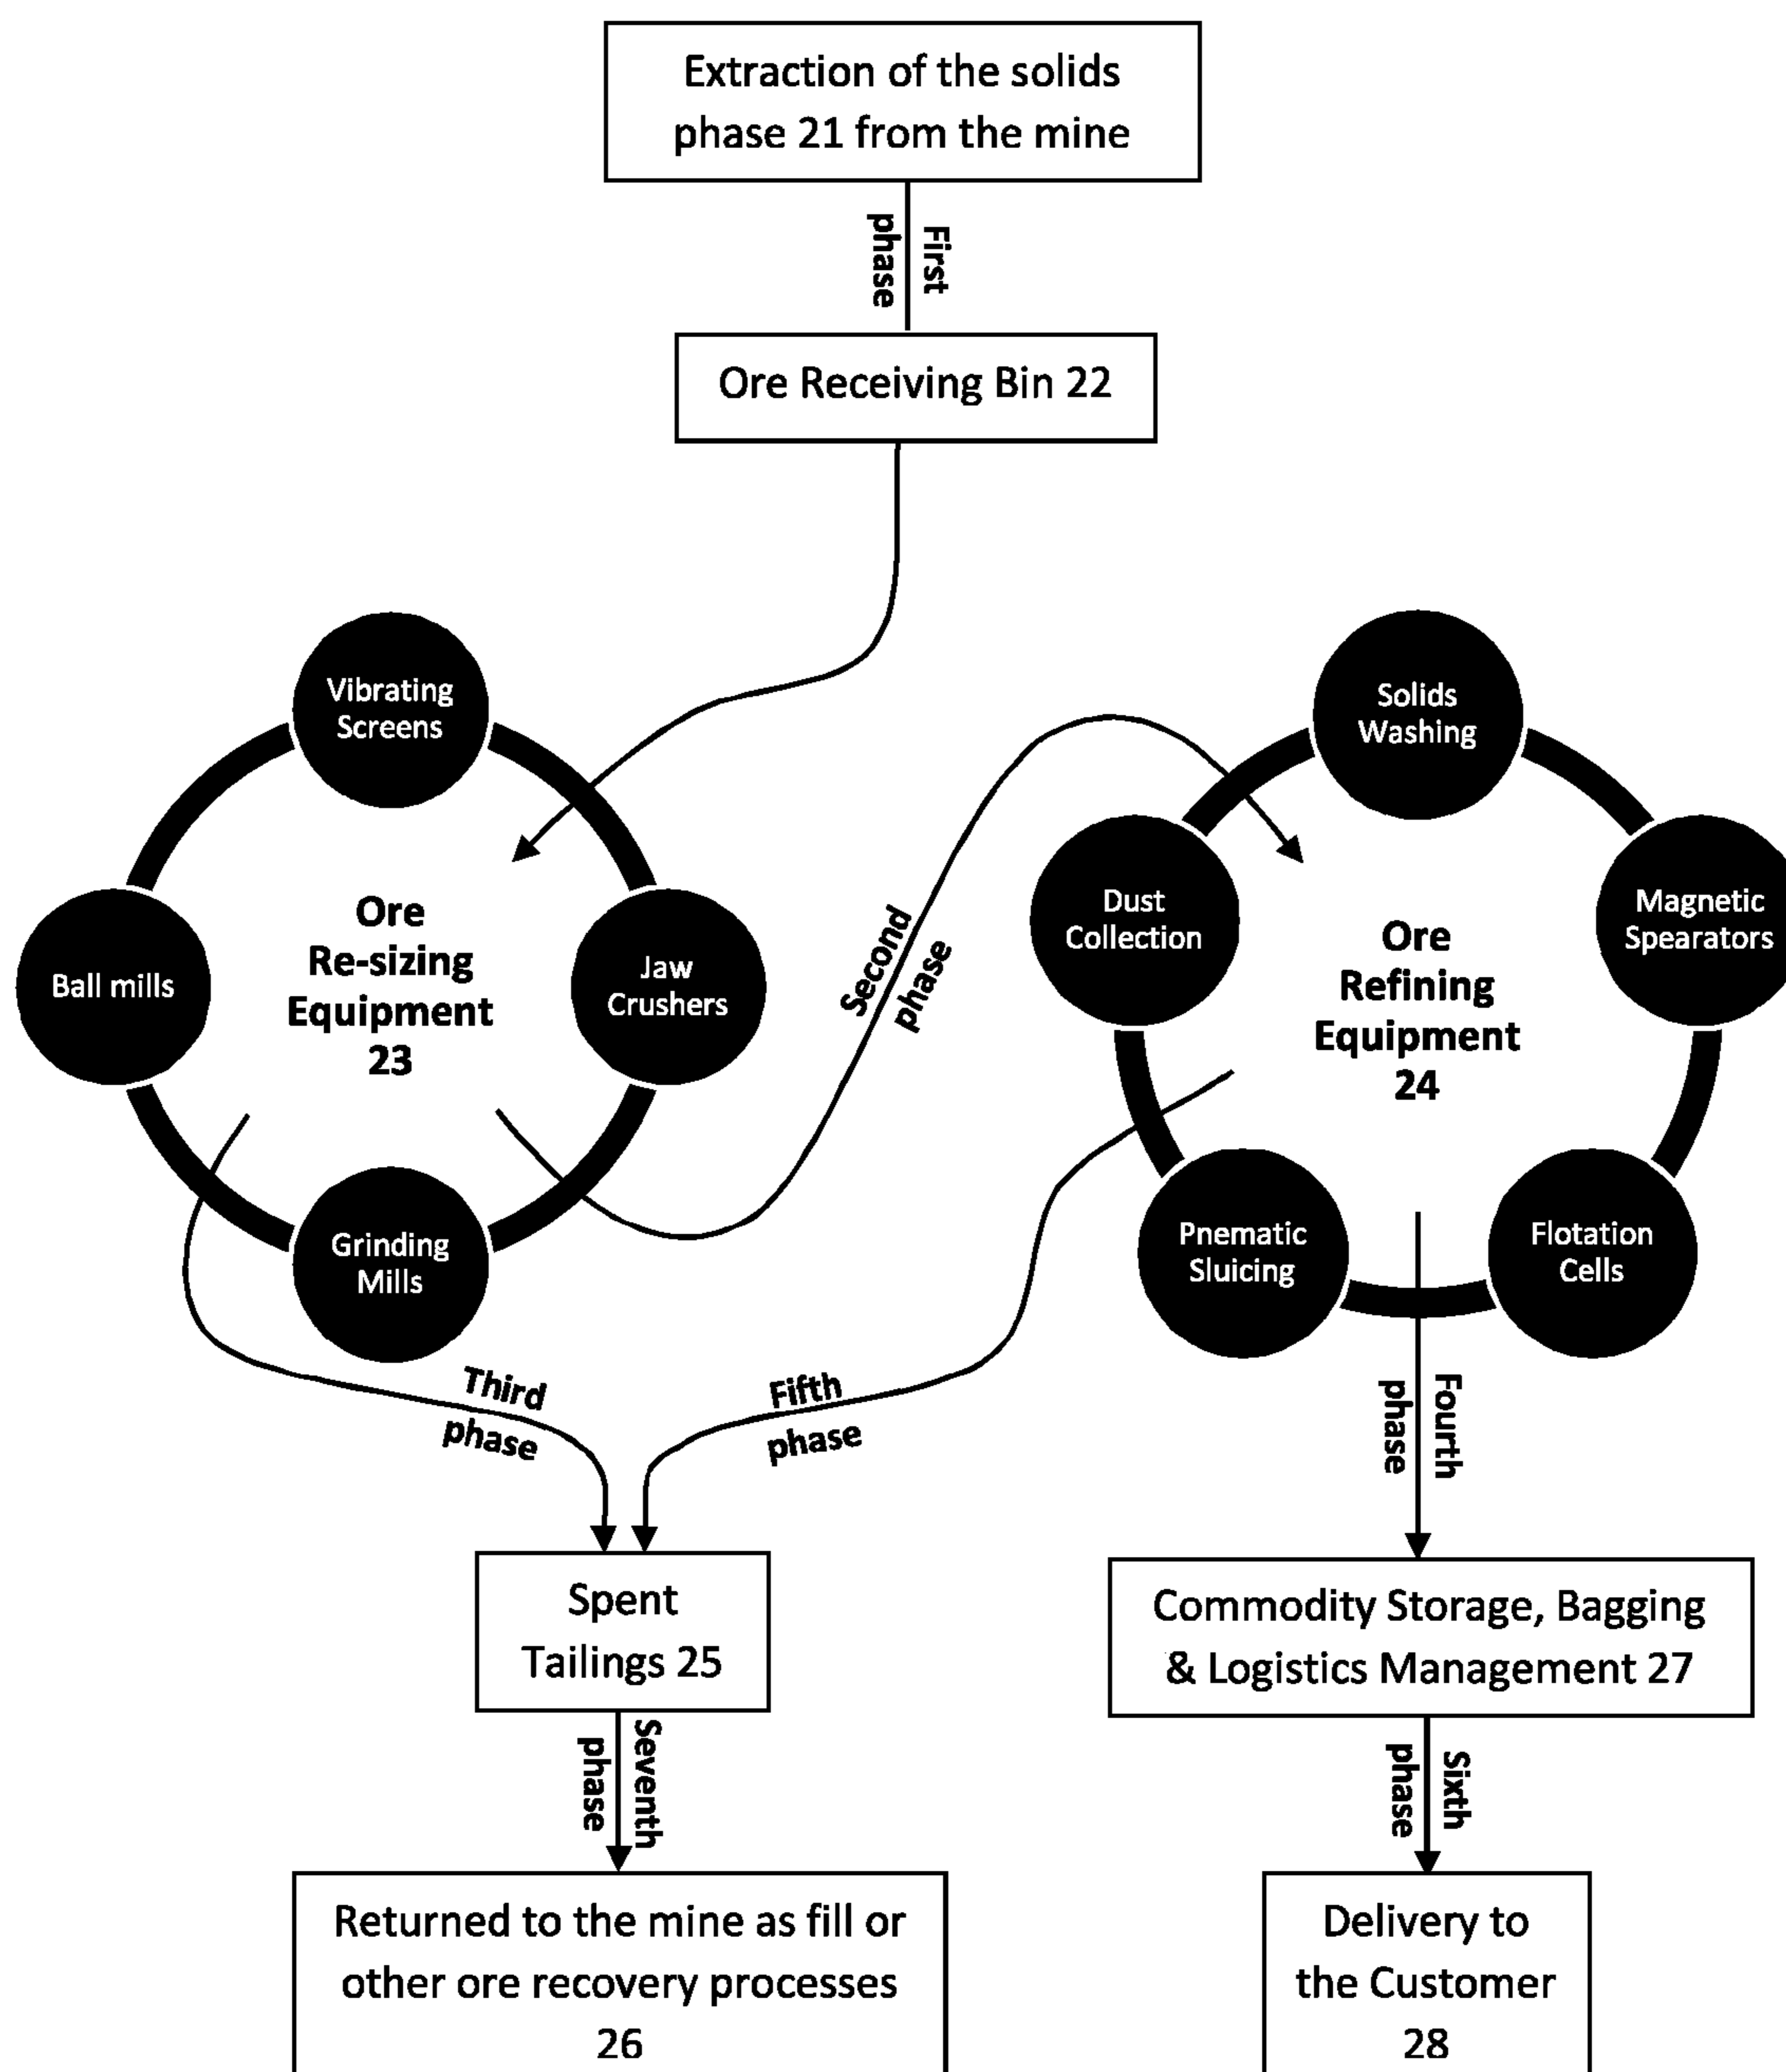 Extraction of the solids
phase 21 from the mine
First
phase
Ore Receiving Bin 22
Vibrating
Screens
Ball mills
Ore
Re-sizing
Equipment
23
Jaw
Crushers
Grinding
Mills
Second
phase
Solids
Washing
Dust
Collection
Ore
Refining
Equipment
24
Magnetic
Spearators
Pnematic
Sluicing
Flotation
Cells
Third
phase
Fifth
phase
Fourth
phase
Spent
Tailings 25
Commodity Storage, Bagging
& Logistics Management 27
Seventh
phase
Sixth
phase
Returned to the mine as fill or
other ore recovery processes
26
Delivery to
the Customer
28